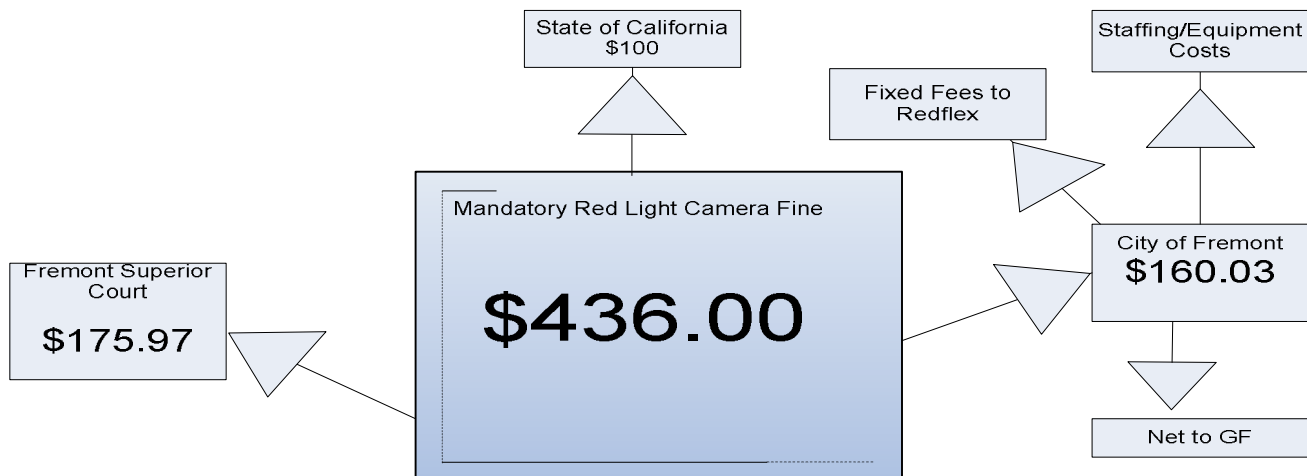 State of California
$100
Staffing/Equipment
Costs
Fixed Fees to
Redflex
Mandatory Red Light Camera Fine
$436.00
Fremont Superior
Court
$175.97
City of Fremont
$160.03
Net to GF